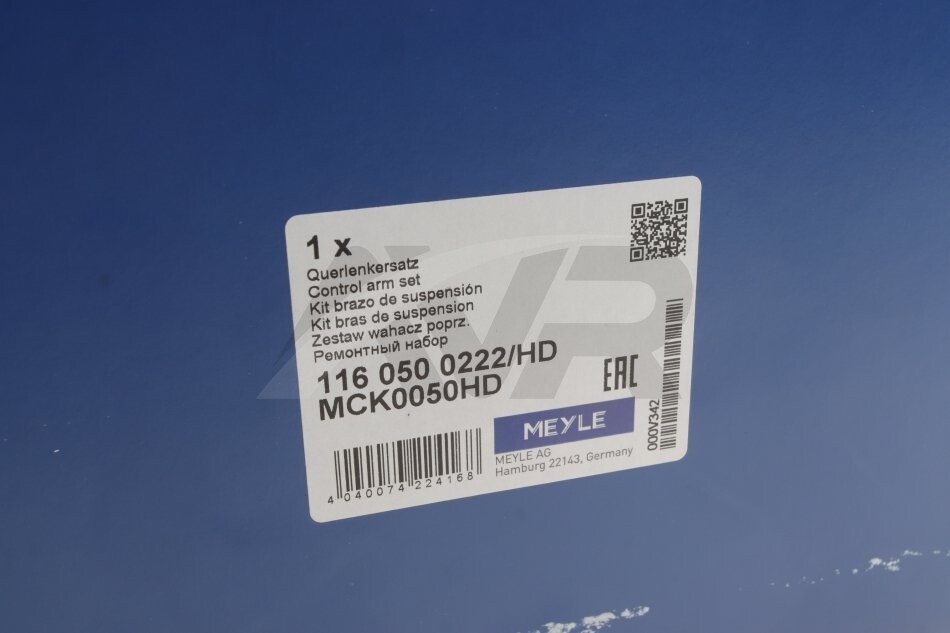 1 x
Querlenkersatz
Control arm set
Kit brazo de suspensión
Kit bras de suspension
Zestaw wahacz poprz.
Ремонтный набор
116 050 0222/HD
MCK0050HD
EAC
MEYLE
MEYLE AG
Hamburg 22143, Germany
4 040074 224168
000V342
AVR